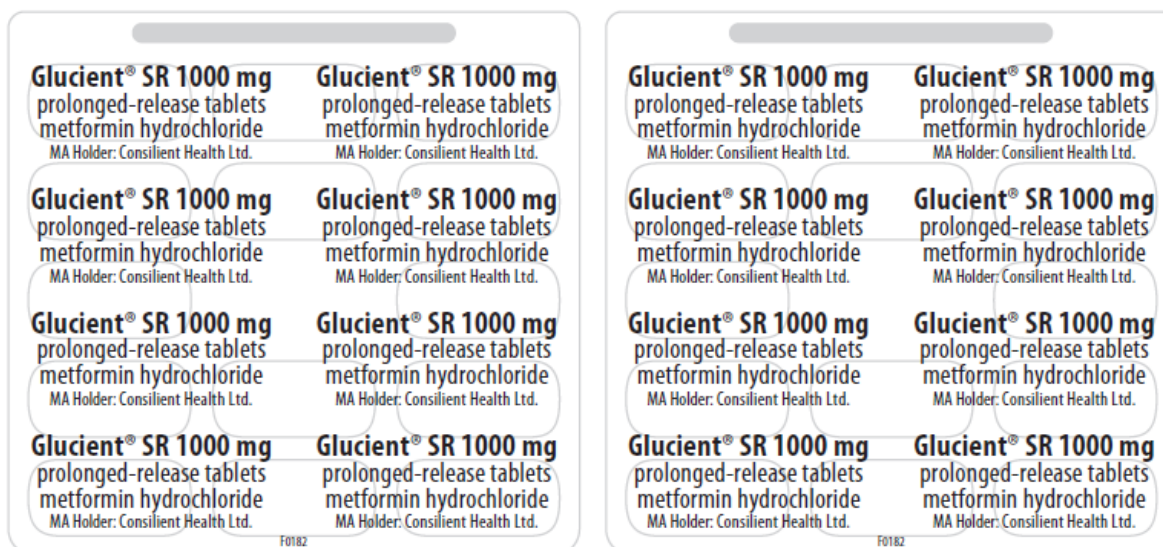 Glucient® SR 1000 mg Glucient® SR 1000 mg
prolonged-release tablets prolonged-release tablets
metformin hydrochloride metformin hydrochloride
MA Holder: Consilient Health Ltd. MA Holder: Consilient Health Ltd.
Glucient® SR 1000 mg Glucient® SR 1000 mg
prolonged-release tablets prolonged-release tablets
metformin hydrochloride metformin hydrochloride
MA Holder: Consilient Health Ltd. MA Holder: Consilient Health Ltd.
Glucient® SR 1000 mg Glucient® SR 1000 mg
prolonged-release tablets prolonged-release tablets
metformin hydrochloride metformin hydrochloride
MA Holder: Consilient Health Ltd. MA Holder: Consilient Health Ltd.
Glucient® SR 1000 mg Glucient® SR 1000 mg
prolonged-release tablets prolonged-release tablets
metformin hydrochloride metformin hydrochloride
MA Holder: Consilient Health Ltd. MA Holder: Consilient Health Ltd.
F0182
Glucient® SR 1000 mg Glucient® SR 1000 mg
prolonged-release tablets prolonged-release tablets
metformin hydrochloride metformin hydrochloride
MA Holder: Consilient Health Ltd. MA Holder: Consilient Health Ltd.
Glucient® SR 1000 mg Glucient® SR 1000 mg
prolonged-release tablets prolonged-release tablets
metformin hydrochloride metformin hydrochloride
MA Holder: Consilient Health Ltd. MA Holder: Consilient Health Ltd.
Glucient® SR 1000 mg Glucient® SR 1000 mg
prolonged-release tablets prolonged-release tablets
metformin hydrochloride metformin hydrochloride
MA Holder: Consilient Health Ltd. MA Holder: Consilient Health Ltd.
Glucient® SR 1000 mg Glucient® SR 1000 mg
prolonged-release tablets prolonged-release tablets
metformin hydrochloride metformin hydrochloride
MA Holder: Consilient Health Ltd. MA Holder: Consilient Health Ltd.
F0182